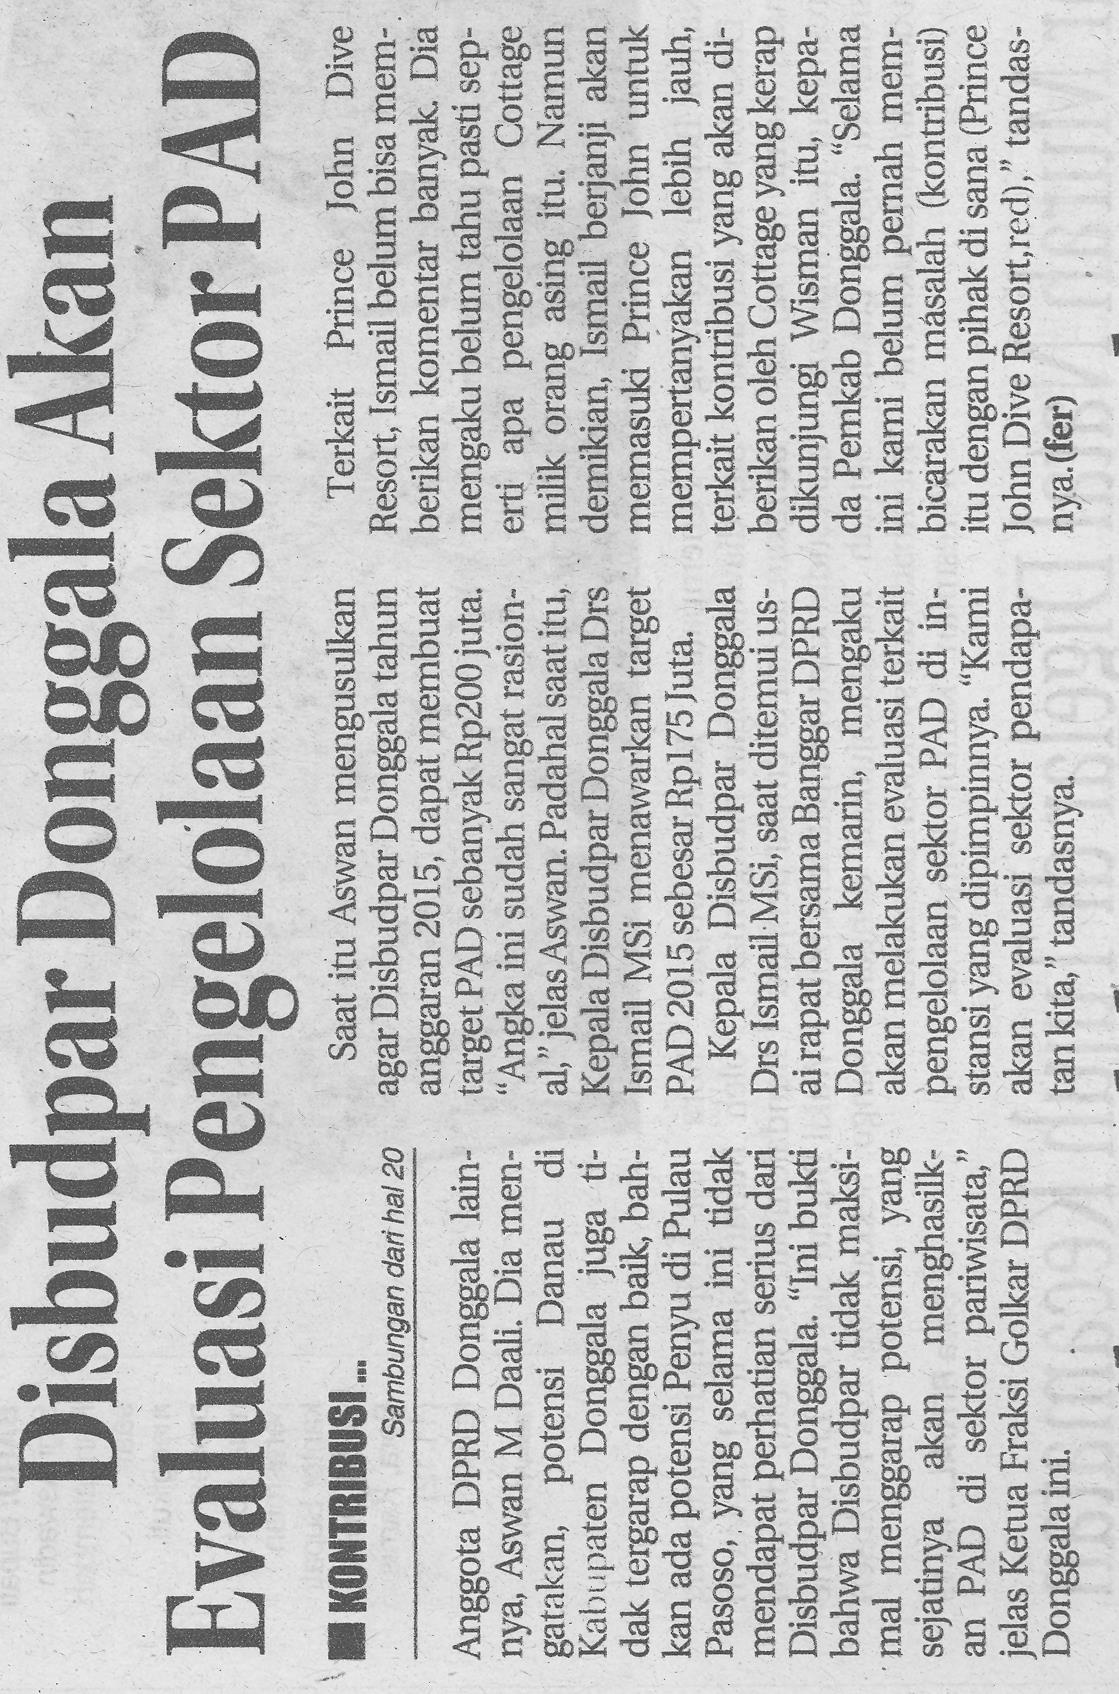 Disbudpar Donggala Akan
Evaluasi Pengelolaan Sektor PAD
KONTRIBUSI ...
Sambungan dari hal 20
Anggota DPRD Donggala lain-
nya, Aswan M Daali. Dia men-
gatakan, potensi Danau di
Kabupaten Donggala juga ti-
dak tergarap dengan baik, bah-
kan ada potensi Penyu di Pulau
Pasoso, yang selama ini tidak
mendapat perhatian serius dari
Disbudpar Donggala. “Ini bukti
bahwa Disbudpar tidak maksi-
mal menggarap potensi, yang
sejatinya akan menghasilk-
an PAD di sektor pariwisata,”
jelas Ketua Fraksi Golkar DPRD
Donggala ini.
Saat itu Aswan mengusulkan
agar Disbudpar Donggala tahun
anggaran 2015, dapat membuat
target PAD sebanyak Rp200 juta.
“Angka ini sudah sangat rasion-
al,” jelas Aswan. Padahal saat itu,
Kepala Disbudpar Donggala Drs
Ismail MSi menawarkan target
PAD 2015 sebesar Rp175 Juta.
Kepala Disbudpar Donggala
Drs Ismail MSi, saat ditemui us-
ai rapat bersama Banggar DPRD
Donggala kemarin, mengaku
akan melakukan evaluasi terkait
pengelolaan sektor PAD di in-
stansi yang dipimpinnya. “Kami
akan evaluasi sektor pendapa-
tan kita,” tandasnya.
Terkait Prince John Dive
Resort, Ismail belum bisa mem-
berikan komentar banyak. Dia
mengaku belum tahu pasti sep-
erti apa pengelolaan Cottage
milik orang asing itu. Namun
demikian, Ismail berjanji akan
memasuki Prince John untuk
mempertanyakan lebih jauh,
terkait kontribusi yang akan di-
berikan oleh Cottage yang kerap
dikunjungi Wisman itu, kepa-
da Pemkab Donggala. “Selama
ini kami belum pernah mem-
bicarakan masalah (kontribusi)
itu dengan pihak di sana (Prince
John Dive Resort,red),” tandas-
nya. (fer)